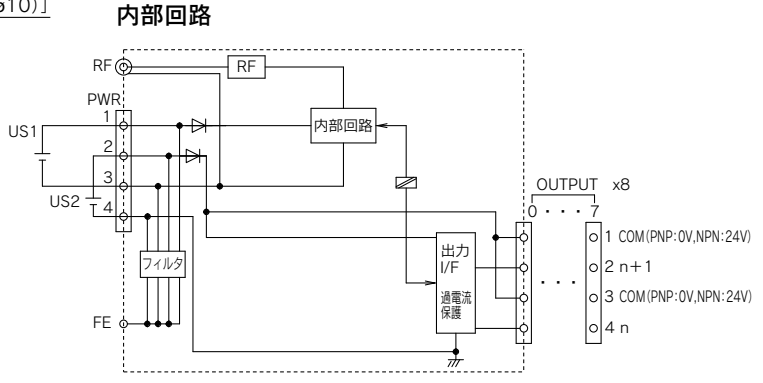 ø10)」
内部回路
RF
RF
PWR
1
US1
内部回路
2
3
US2
4
OUTPUT x8
0 ・・・ 7
1 COM(PNP:0V,NPN:24V)
出力
I/F
フィルタ
2 n+1
・・・
過電流
保護
3 COM(PNP:0V,NPN:24V)
FE
4 n